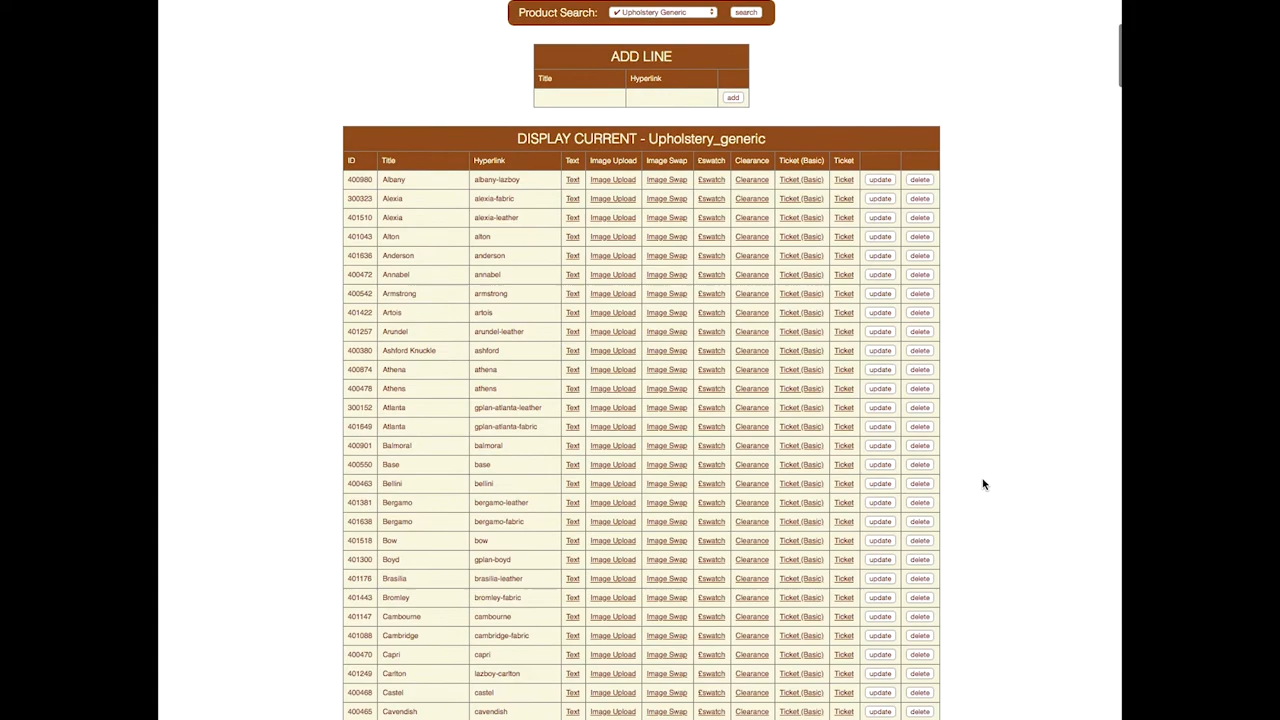 Product Search: ✔ Upholstery Generic search
ADD LINE
Title Hyperlink
add
DISPLAY CURRENT - Upholstery_generic
ID Title Hyperlink Text Image Upload Image Swap £swatch Clearance Ticket (Basic) Ticket
400980 Albany albany-lazboy Text Image Upload Image Swap £swatch Clearance Ticket (Basic) Ticket update delete
300323 Alexia alexia-fabric Text Image Upload Image Swap £swatch Clearance Ticket (Basic) Ticket update delete
401510 Alexia alexia-leather Text Image Upload Image Swap £swatch Clearance Ticket (Basic) Ticket update delete
401043 Alton alton Text Image Upload Image Swap £swatch Clearance Ticket (Basic) Ticket update delete
401636 Anderson anderson Text Image Upload Image Swap £swatch Clearance Ticket (Basic) Ticket update delete
400472 Annabel annabel Text Image Upload Image Swap £swatch Clearance Ticket (Basic) Ticket update delete
400542 Armstrong armstrong Text Image Upload Image Swap £swatch Clearance Ticket (Basic) Ticket update delete
401422 Artois artois Text Image Upload Image Swap £swatch Clearance Ticket (Basic) Ticket update delete
401257 Arundel arundel-leather Text Image Upload Image Swap £swatch Clearance Ticket (Basic) Ticket update delete
400380 Ashford Knuckle ashford Text Image Upload Image Swap £swatch Clearance Ticket (Basic) Ticket update delete
400874 Athena athena Text Image Upload Image Swap £swatch Clearance Ticket (Basic) Ticket update delete
400478 Athens athens Text Image Upload Image Swap £swatch Clearance Ticket (Basic) Ticket update delete
300152 Atlanta gplan-atlanta-leather Text Image Upload Image Swap £swatch Clearance Ticket (Basic) Ticket update delete
401649 Atlanta gplan-atlanta-fabric Text Image Upload Image Swap £swatch Clearance Ticket (Basic) Ticket update delete
400901 Balmoral balmoral Text Image Upload Image Swap £swatch Clearance Ticket (Basic) Ticket update delete
400550 Base base Text Image Upload Image Swap £swatch Clearance Ticket (Basic) Ticket update delete
400463 Bellini bellini Text Image Upload Image Swap £swatch Clearance Ticket (Basic) Ticket update delete
401381 Bergamo bergamo-leather Text Image Upload Image Swap £swatch Clearance Ticket (Basic) Ticket update delete
401638 Bergamo bergamo-fabric Text Image Upload Image Swap £swatch Clearance Ticket (Basic) Ticket update delete
401518 Bow bow Text Image Upload Image Swap £swatch Clearance Ticket (Basic) Ticket update delete
401300 Boyd gplan-boyd Text Image Upload Image Swap £swatch Clearance Ticket (Basic) Ticket update delete
401176 Brasilia brasilia-leather Text Image Upload Image Swap £swatch Clearance Ticket (Basic) Ticket update delete
401443 Bromley bromley-fabric Text Image Upload Image Swap £swatch Clearance Ticket (Basic) Ticket update delete
401147 Cambourne cambourne Text Image Upload Image Swap £swatch Clearance Ticket (Basic) Ticket update delete
401088 Cambridge cambridge-fabric Text Image Upload Image Swap £swatch Clearance Ticket (Basic) Ticket update delete
400470 Capri capri Text Image Upload Image Swap £swatch Clearance Ticket (Basic) Ticket update delete
401249 Carlton lazboy-carlton Text Image Upload Image Swap £swatch Clearance Ticket (Basic) Ticket update delete
400468 Castel castel Text Image Upload Image Swap £swatch Clearance Ticket (Basic) Ticket update delete
400465 Cavendish cavendish Text Image Upload Image Swap £swatch Clearance Ticket (Basic) Ticket update delete